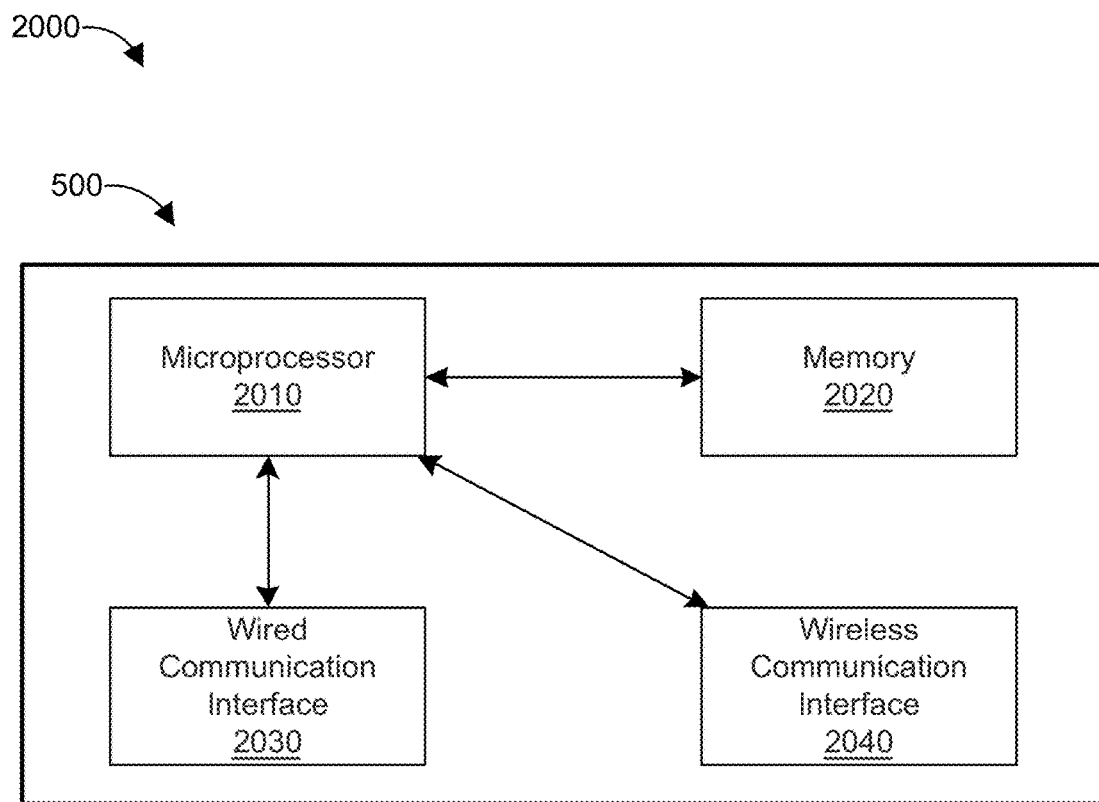 2000
500
Microprocessor
2010
Memory
2020
Wired
Communication
Interface
2030
Wireless
Communication
Interface
2040